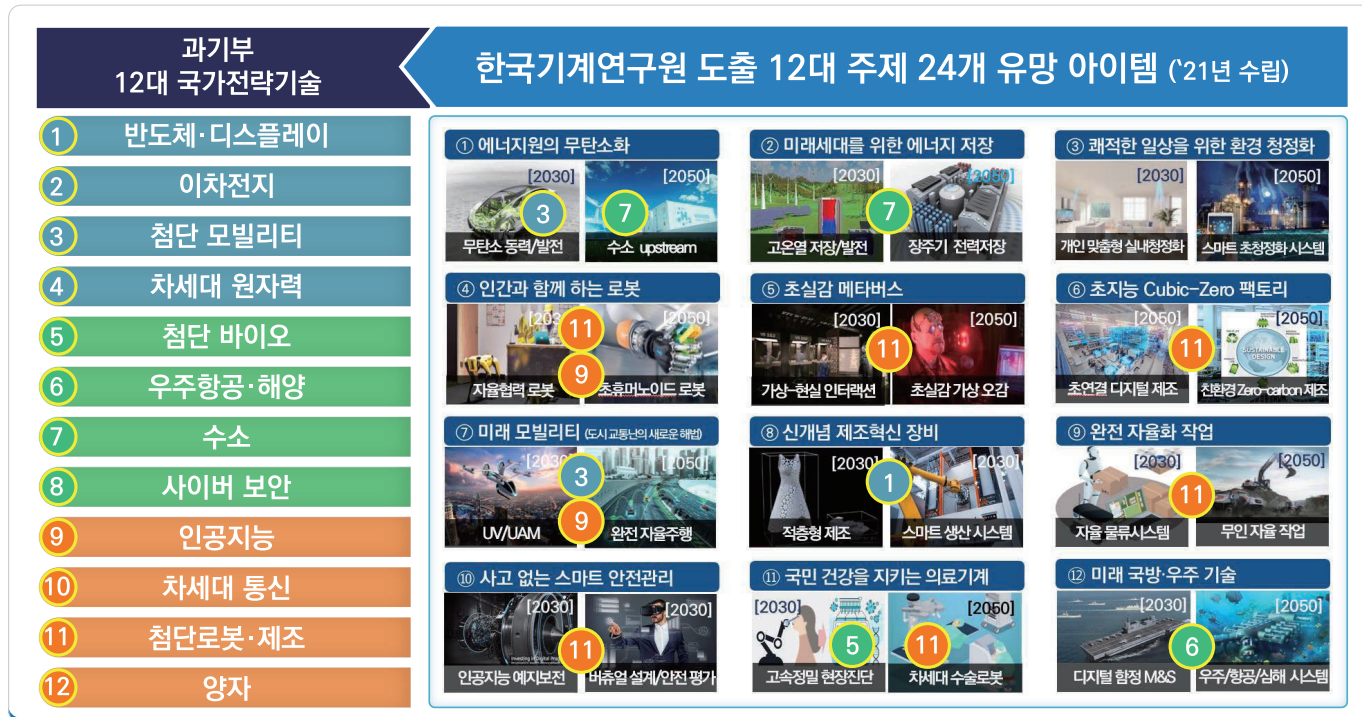 과기부
12대 국가전략기술
한국기계연구원 도출 12대 주제 24개 유망 아이템 (‘21년 수립)
1 반도체·디스플레이
2 이차전지
3 첨단 모빌리티
4 차세대 원자력
5 첨단 바이오
6 우주항공·해양
7 수소
8 사이버 보안
9 인공지능
10 차세대 통신
11 첨단로봇·제조
12 양자
① 에너지원의 무탄소화
[2030] [2050]
3 7
무탄소 동력/발전 수소 upstream
② 미래세대를 위한 에너지 저장
[2030] [2050]
7
고온열 저장/발전 장주기 전력저장
③ 쾌적한 일상을 위한 환경 청정화
[2030] [2050]
개인 맞춤형 실내청정화 스마트 초청정화 시스템
④ 인간과 함께 하는 로봇
[2030] [2050]
11
9
자율협력 로봇 초휴머노이드 로봇
⑤ 초실감 메타버스
[2030] [2050]
11
가상-현실 인터랙션 초실감 가상 오감
⑥ 초지능 Cubic-Zero 팩토리
[2050] [2050]
11
SUSTAINABLE
DESIGN
초연결 디지털 제조 친환경 Zero-carbon 제조
⑦ 미래 모빌리티 (도시 교통난의 새로운 해법)
[2030] [2050]
3
9
UV/UAM 완전 자율주행
⑧ 신개념 제조혁신 장비
[2030] [2050]
1
적층형 제조 스마트 생산 시스템
⑨ 완전 자율화 작업
[2030] [2050]
11
자율 물류시스템 무인 자율 작업
⑩ 사고 없는 스마트 안전관리
[2030] [2030]
11
인공지능 예지보전 버츄얼 설계/안전 평가
⑪ 국민 건강을 지키는 의료기계
[2030] [2050]
5 11
고속정밀 현장진단 차세대 수술로봇
⑫ 미래 국방·우주 기술
[2030] [2050]
6
디지털 함정 M&S 우주/항공/심해 시스템